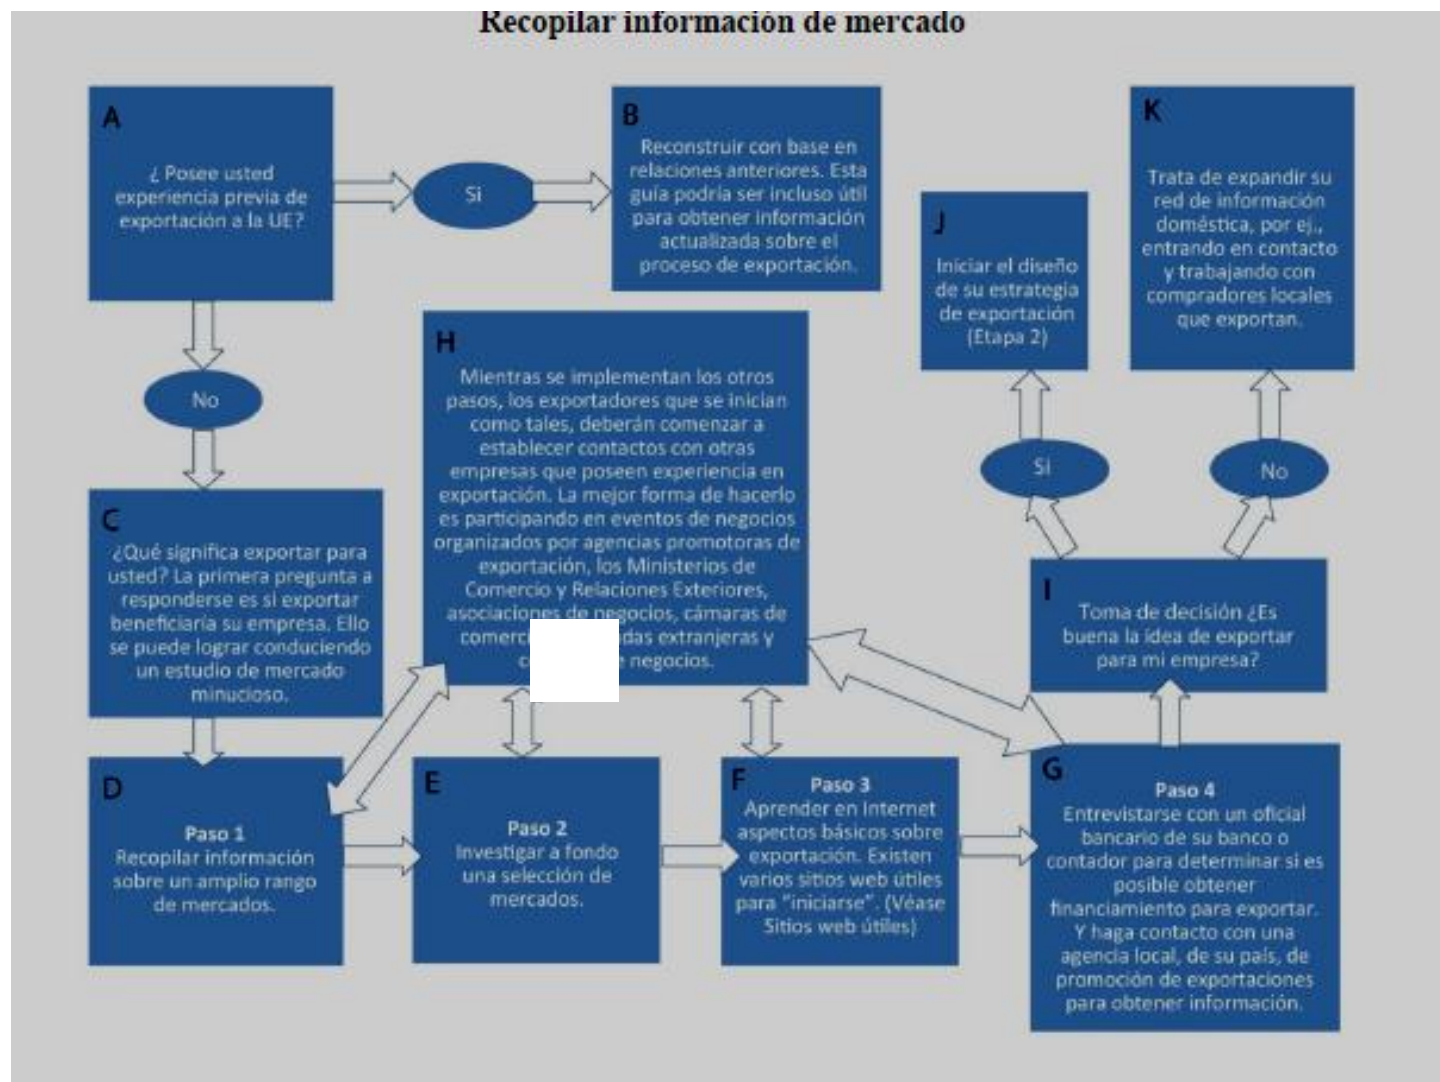 Recopilar información de mercado
A
¿ Posee usted
experiencia previa de
exportación a la UE?
Si
B
Reconstruir con base en
relaciones anteriores. Esta
guía podría ser incluso útil
para obtener información
actualizada sobre el
proceso de exportación.
No
C
¿Qué significa exportar para
usted? La primera pregunta a
responderse es si exportar
beneficiaría su empresa. Ello
se puede lograr conduciendo
un estudio de mercado
minucioso.
D
Paso 1
Recopilar información
sobre un amplio rango
de mercados.
E
Paso 2
Investigar a fondo
una selección de
mercados.
F
Paso 3
Aprender en Internet
aspectos básicos sobre
exportación. Existen
varios sitios web útiles
para "iniciarse". (Véase
Sitios web útiles)
G
Paso 4
Entrevistarse con un oficial
bancario de su banco o
contador para determinar si es
posible obtener
financiamiento para exportar.
Y haga contacto con una
agencia local, de su país, de
promoción de exportaciones
para obtener información.
H
Mientras se implementan los otros
pasos, los exportadores que se inician
como tales, deberán comenzar a
establecer contactos con otras
empresas que poseen experiencia en
exportación. La mejor forma de hacerlo
es participando en eventos de negocios
organizados por agencias promotoras de
exportación, los Ministerios de
Comercio y Relaciones Exteriores,
asociaciones de negocios, cámaras de
extranjeras y
negocios.
I
Toma de decisión ¿Es
buena la idea de exportar
para mi empresa?
Si
J
Iniciar el diseño
de su estrategia
de exportación
(Etapa 2)
No
K
Trata de expandir su
red de información
doméstica, por ej.,
entrando en contacto
y trabajando con
compradores locales
que exportan.